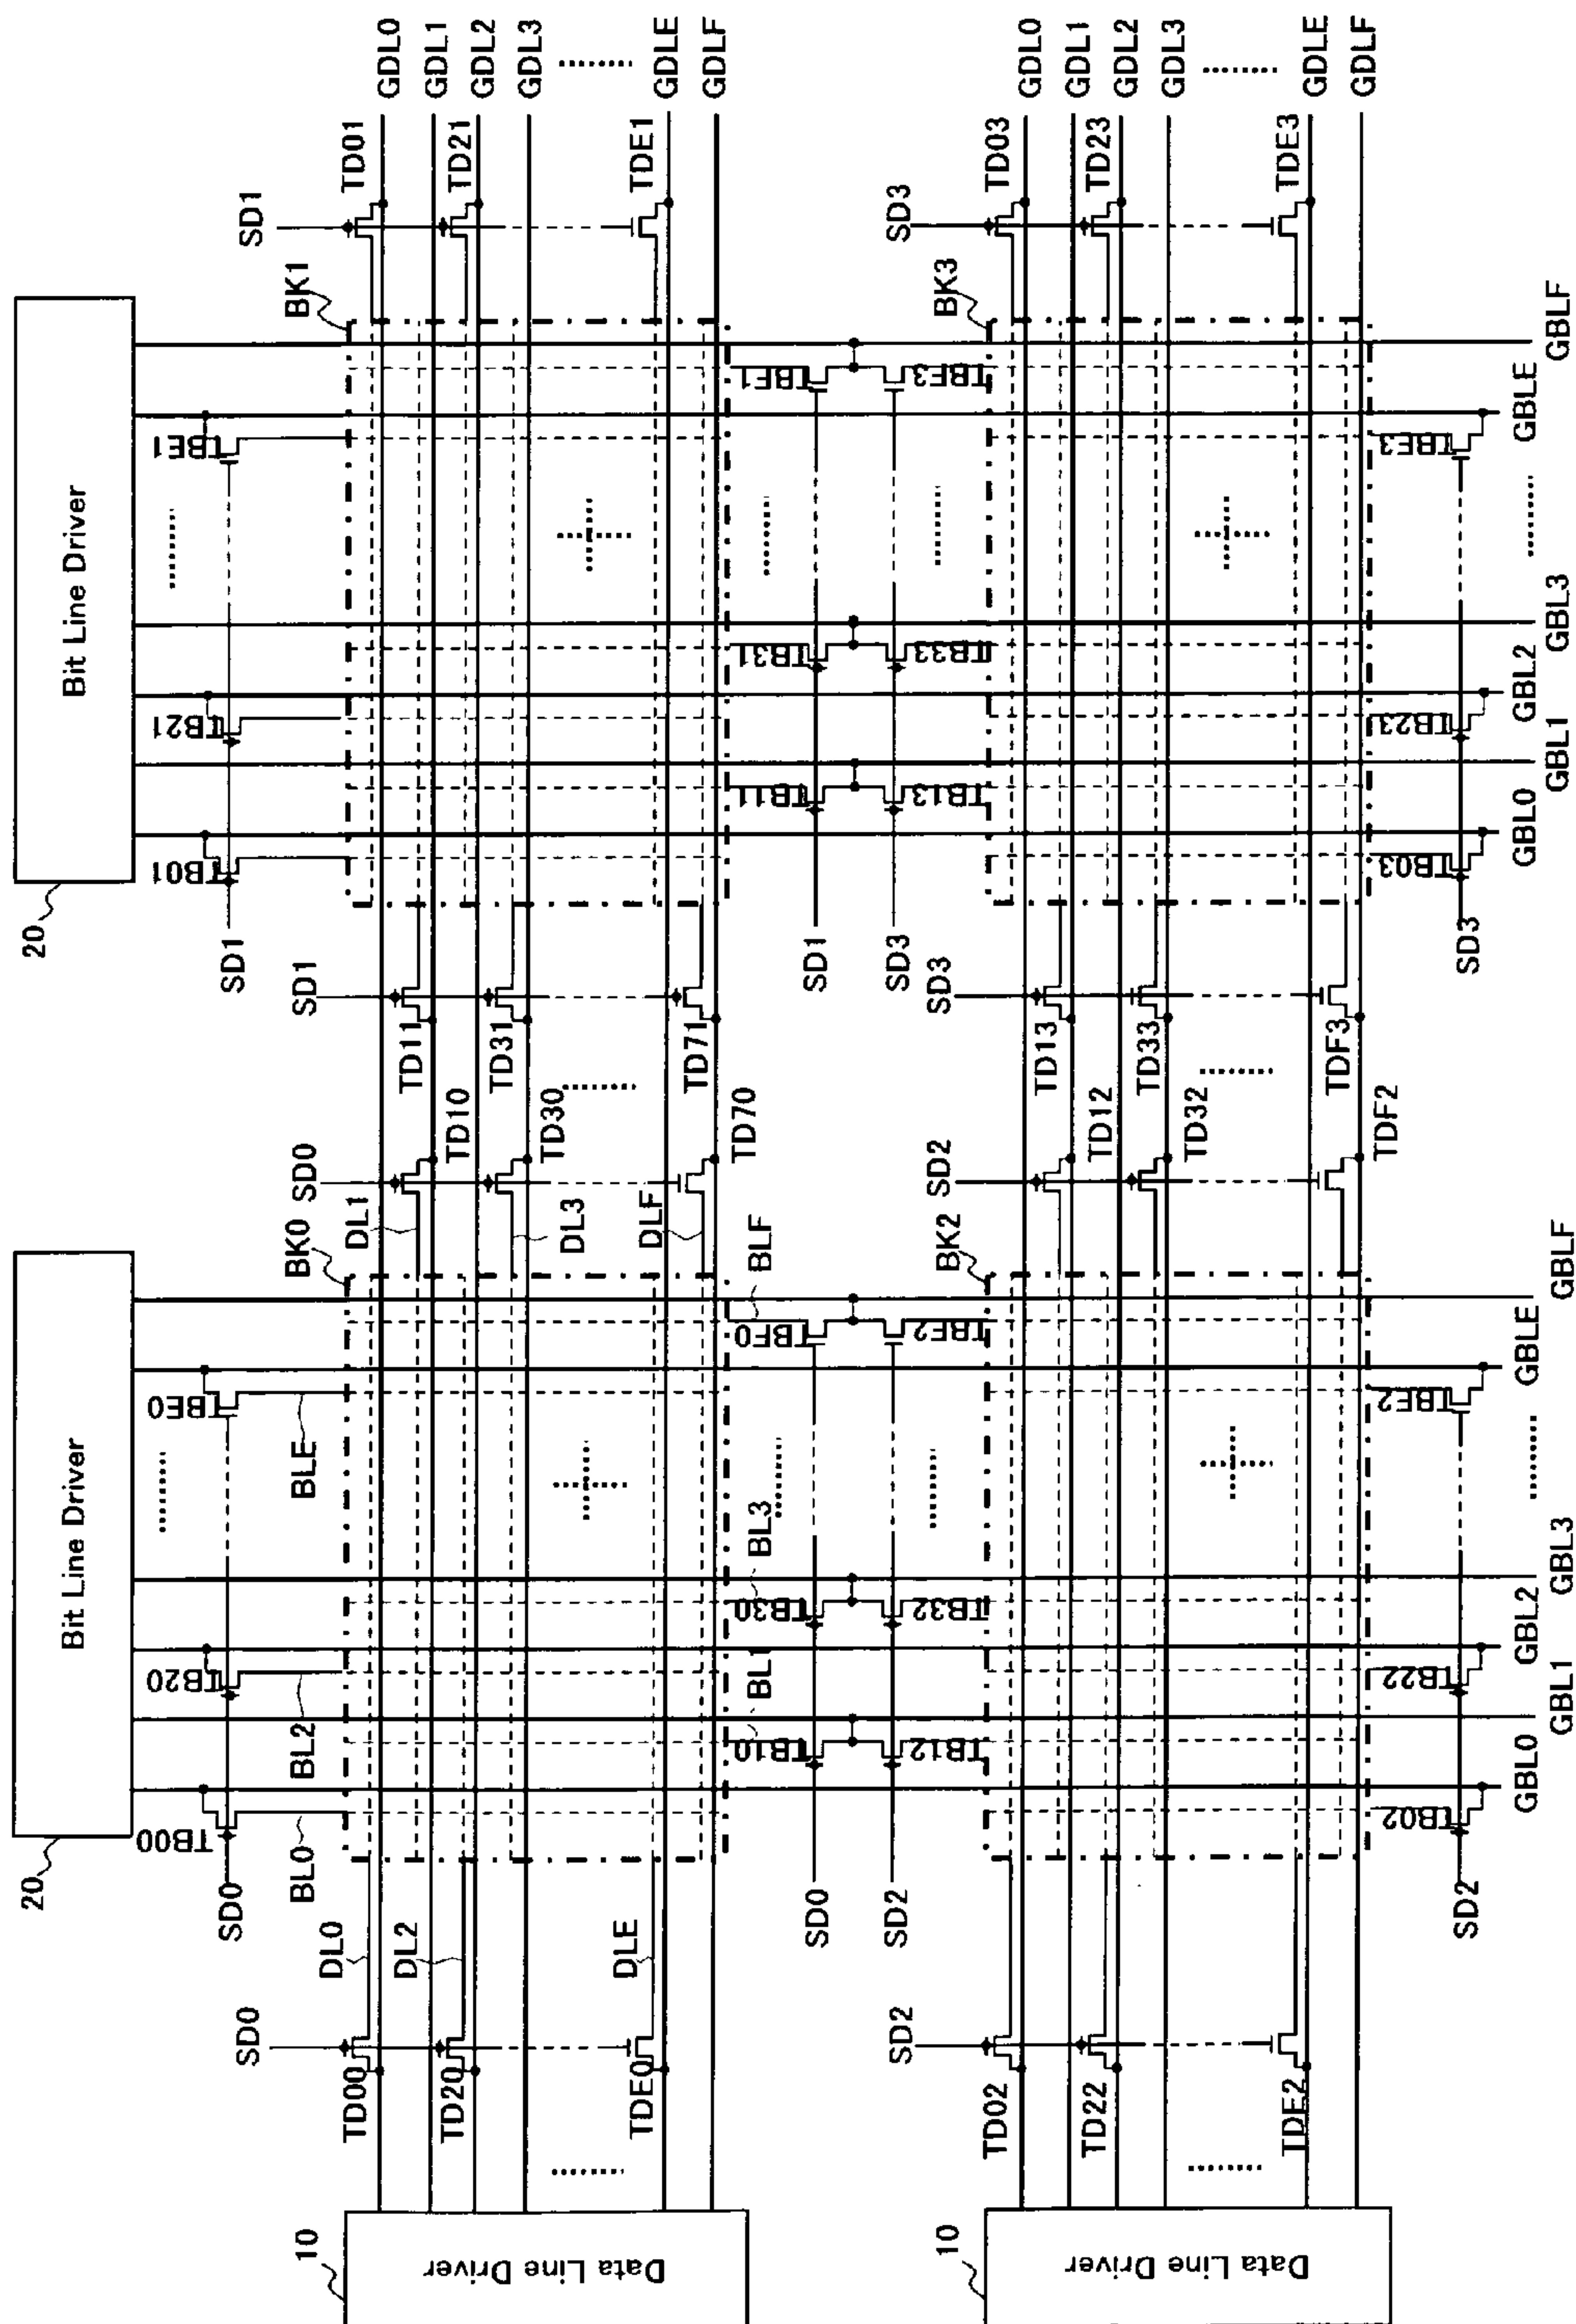 20
Bit Line Driver
20
Bit Line Driver
TB00
TB20
TBE0
TB01
TB21
TBE1
SD0
SD1
SD0
SD1
10
BL0
BL2
BLE
BK0
SD0
SD1
BK1
DL0
DL1
TD00
TD01
GDL0
DL2
TD11
GDL1
TD20
TD10
TD21
GDL2
TD31
GDL3
Data Line Driver
TD30
DL3
DLE
TDE0
DLF
TDE1
GDLE
TD71
GDLF
TD70
TB10
BL1
TB30
BL3
TBF0
BLF
TB11
TB31
TBF1
SD0
SD1
SD2
SD3
SD2
SD3
TB12
TB32
TBF2
TB13
TB33
TBF3
10
BK2
SD2
SD3
BK3
TD02
TD03
GDL0
TD13
GDL1
TD22
TD12
TD23
GDL2
TD33
GDL3
Data Line Driver
TD32
TDE2
TDE3
GDLE
TDF3
GDLF
TDF2
TB02
TB22
TBE2
TB03
TB23
TBE3
SD2
SD3
GBL0
GBL2
GBLE
GBL0
GBL2
GBLE
GBL1
GBL3
GBLF
GBL1
GBL3
GBLF